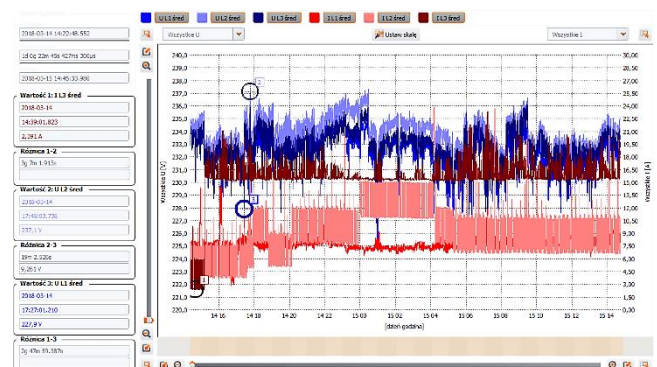 U L1 śred U L2 śred U L3 śred I L1 śred I L2 śred I L3 śred
2018-03-14 14:22:48.552
Wszystkie U Ustaw skalę Wszystkie I
1d 0g 22m 45s 427ms 300µs
2018-03-15 14:45:33.980
Wartość 1: I L3 śred
2018-03-14
14:39:01.823
2,191 A
Różnica 1-2
3g 7m 1.913s
Wartość 2: U L2 śred
2018-03-14
17:46:03.736
237,1 V
Różnica 2-3
19m 2.526s
9,261 V
Wartość 3: U L1 śred
2018-03-14
17:27:01.210
227,9 V
Różnica 1-3
2g 47m 59.387s
Wszystkie U [V]
240,0
239,0
238,0
237,0
236,0
235,0
234,0
233,0
232,0
231,0
230,0
229,0
228,0
227,0
226,0
225,0
224,0
223,0
222,0
221,0
220,0
2
3
1
30,00
28,50
27,00
25,50
24,00
22,50
21,00
19,50
18,00
16,50
15,00
13,50
12,00
10,50
9,00
7,50
6,00
4,50
3,00
1,50
0,00
Wszystkie I [A]
14 16 14 18 14 20 14 22 15 00 15 02 15 04 15 06 15 08 15 10 15 12 15 14
[dzień godzina]